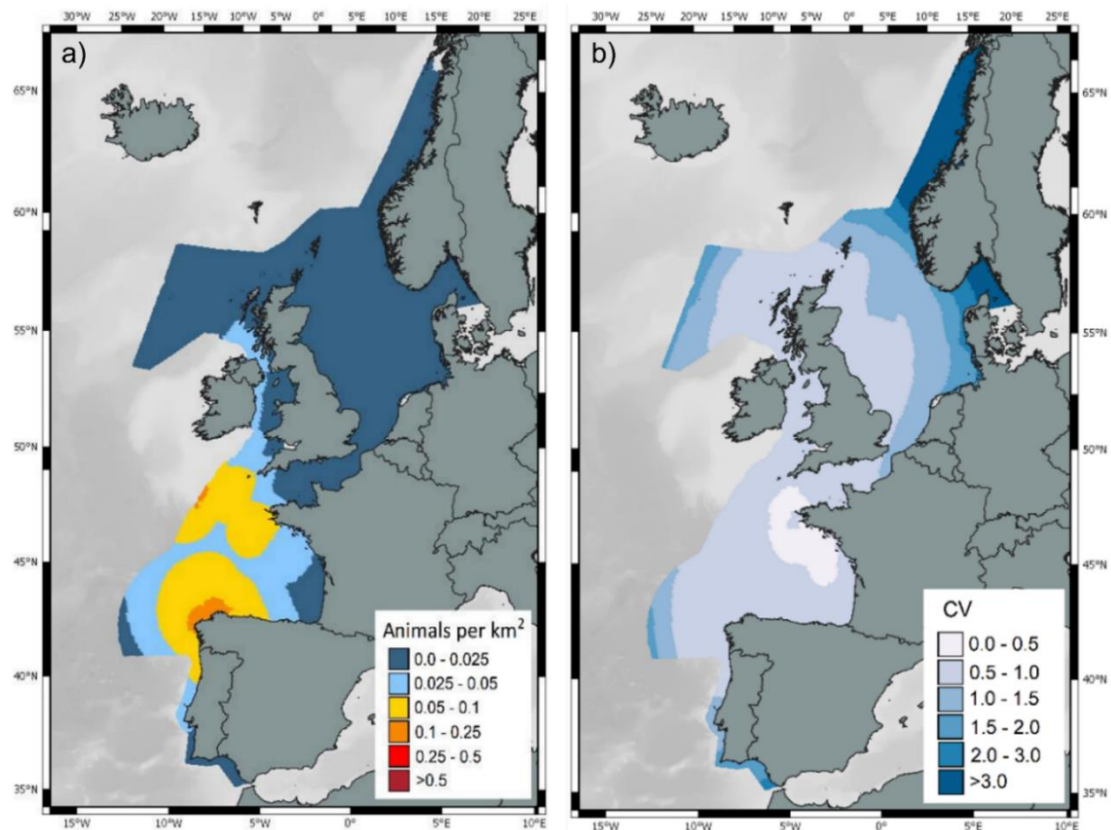 30°W 20°W 15°W 10°W 5°W 0° 5°E 10°E 15°E 20°E 25°E
30°W 20°W 15°W 10°W 5°W 0° 5°E 10°E 15°E 20°E 25°E
a)
b)
65°N
65°N
60°N
60°N
55°N
55°N
50°N
50°N
45°N
45°N
40°N
40°N
35°N
35°N
Animals per km²
0.0 - 0.025
0.025 - 0.05
0.05 - 0.1
0.1 - 0.25
0.25 - 0.5
>0.5
CV
0.0 - 0.5
0.5 - 1.0
1.0 - 1.5
1.5 - 2.0
2.0 - 3.0
>3.0
15°W 10°W 5°W 0° 5°E 10°E
15°W 10°W 5°W 0° 5°E 10°E